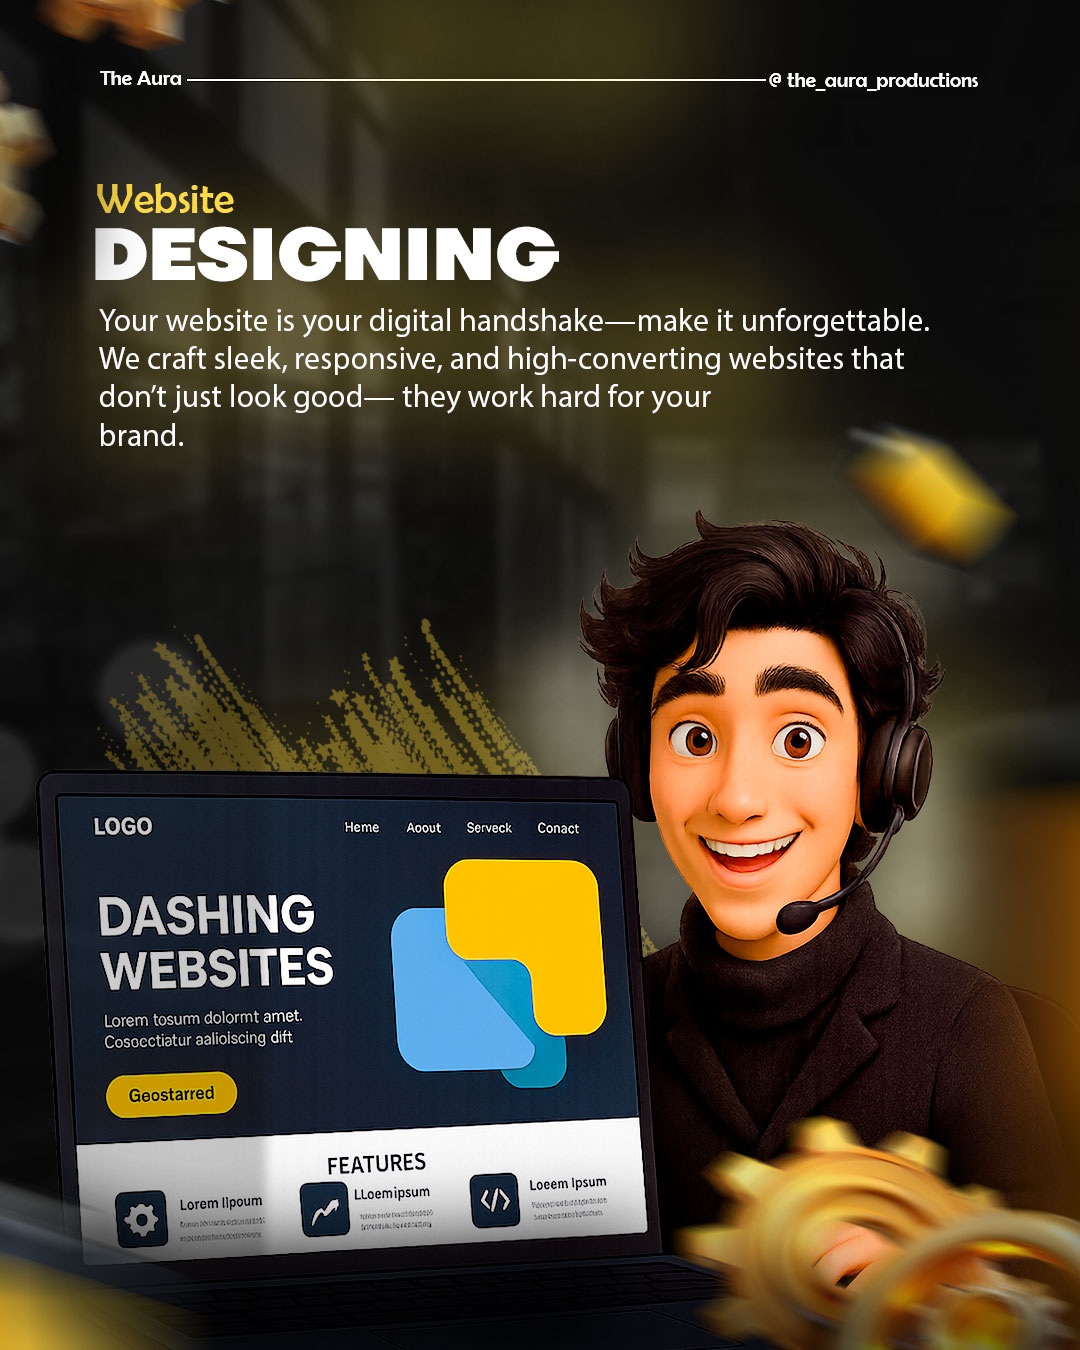 The Aura
@ the_aura_productions
Website
DESIGNING
Your website is your digital handshake—make it unforgettable.
We craft sleek, responsive, and high-converting websites that
don’t just look good— they work hard for your
brand.
LOGO
Home Aoout Serveck Conact
DASHING
WEBSITES
Lorem tosum dolormt amet.
Cosoectiatur aalioiscing dift
Geostarred
FEATURES
Lorem Ilpoum
LLoemipsum
Loeem Ipsum